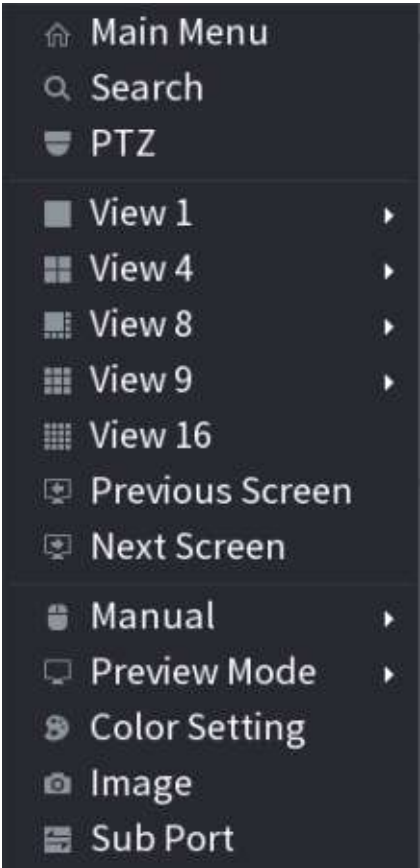 Main Menu
Search
PTZ
View 1
View 4
View 8
View 9
View 16
Previous Screen
Next Screen
Manual
Preview Mode
Color Setting
Image
Sub Port